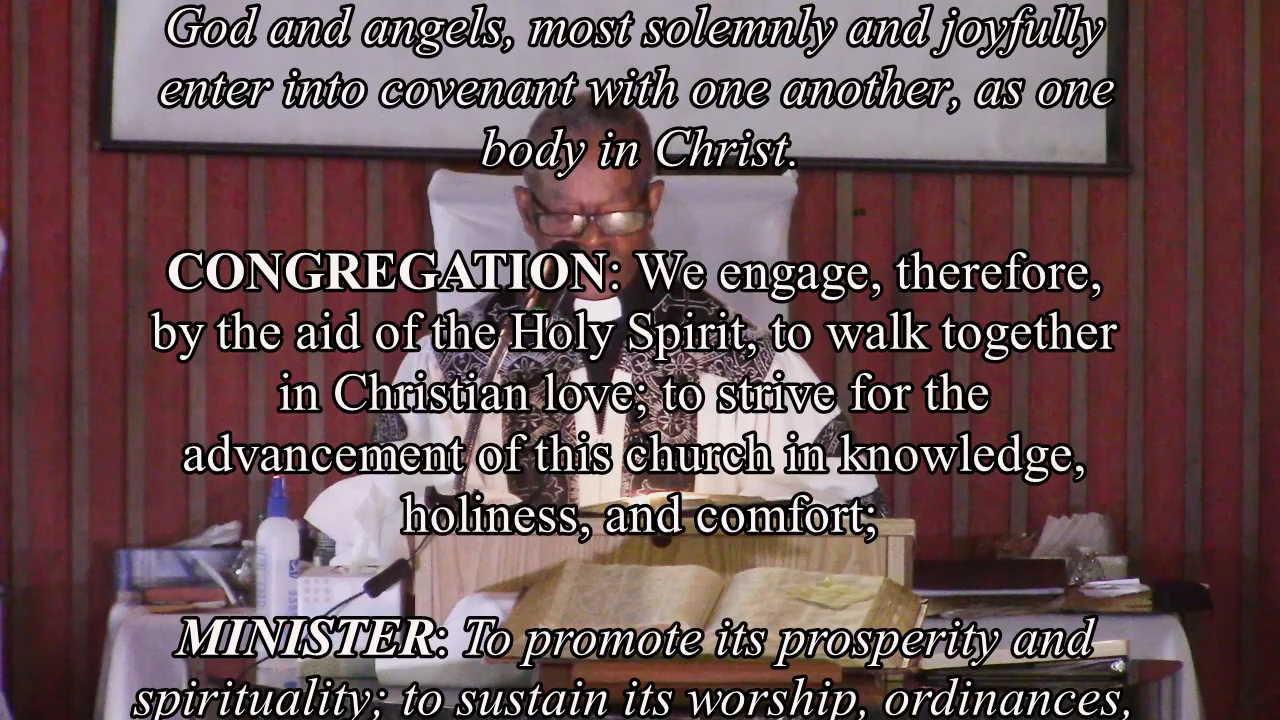 God and angels, most solemnly and joyfully
enter into covenant with one another, as one
body in Christ.
CONGREGATION: We engage, therefore,
by the aid of the Holy Spirit, to walk together
in Christian love; to strive for the
advancement of this church in knowledge,
holiness, and comfort;
MINISTER: To promote its prosperity and
spirituality; to sustain its worship, ordinances,